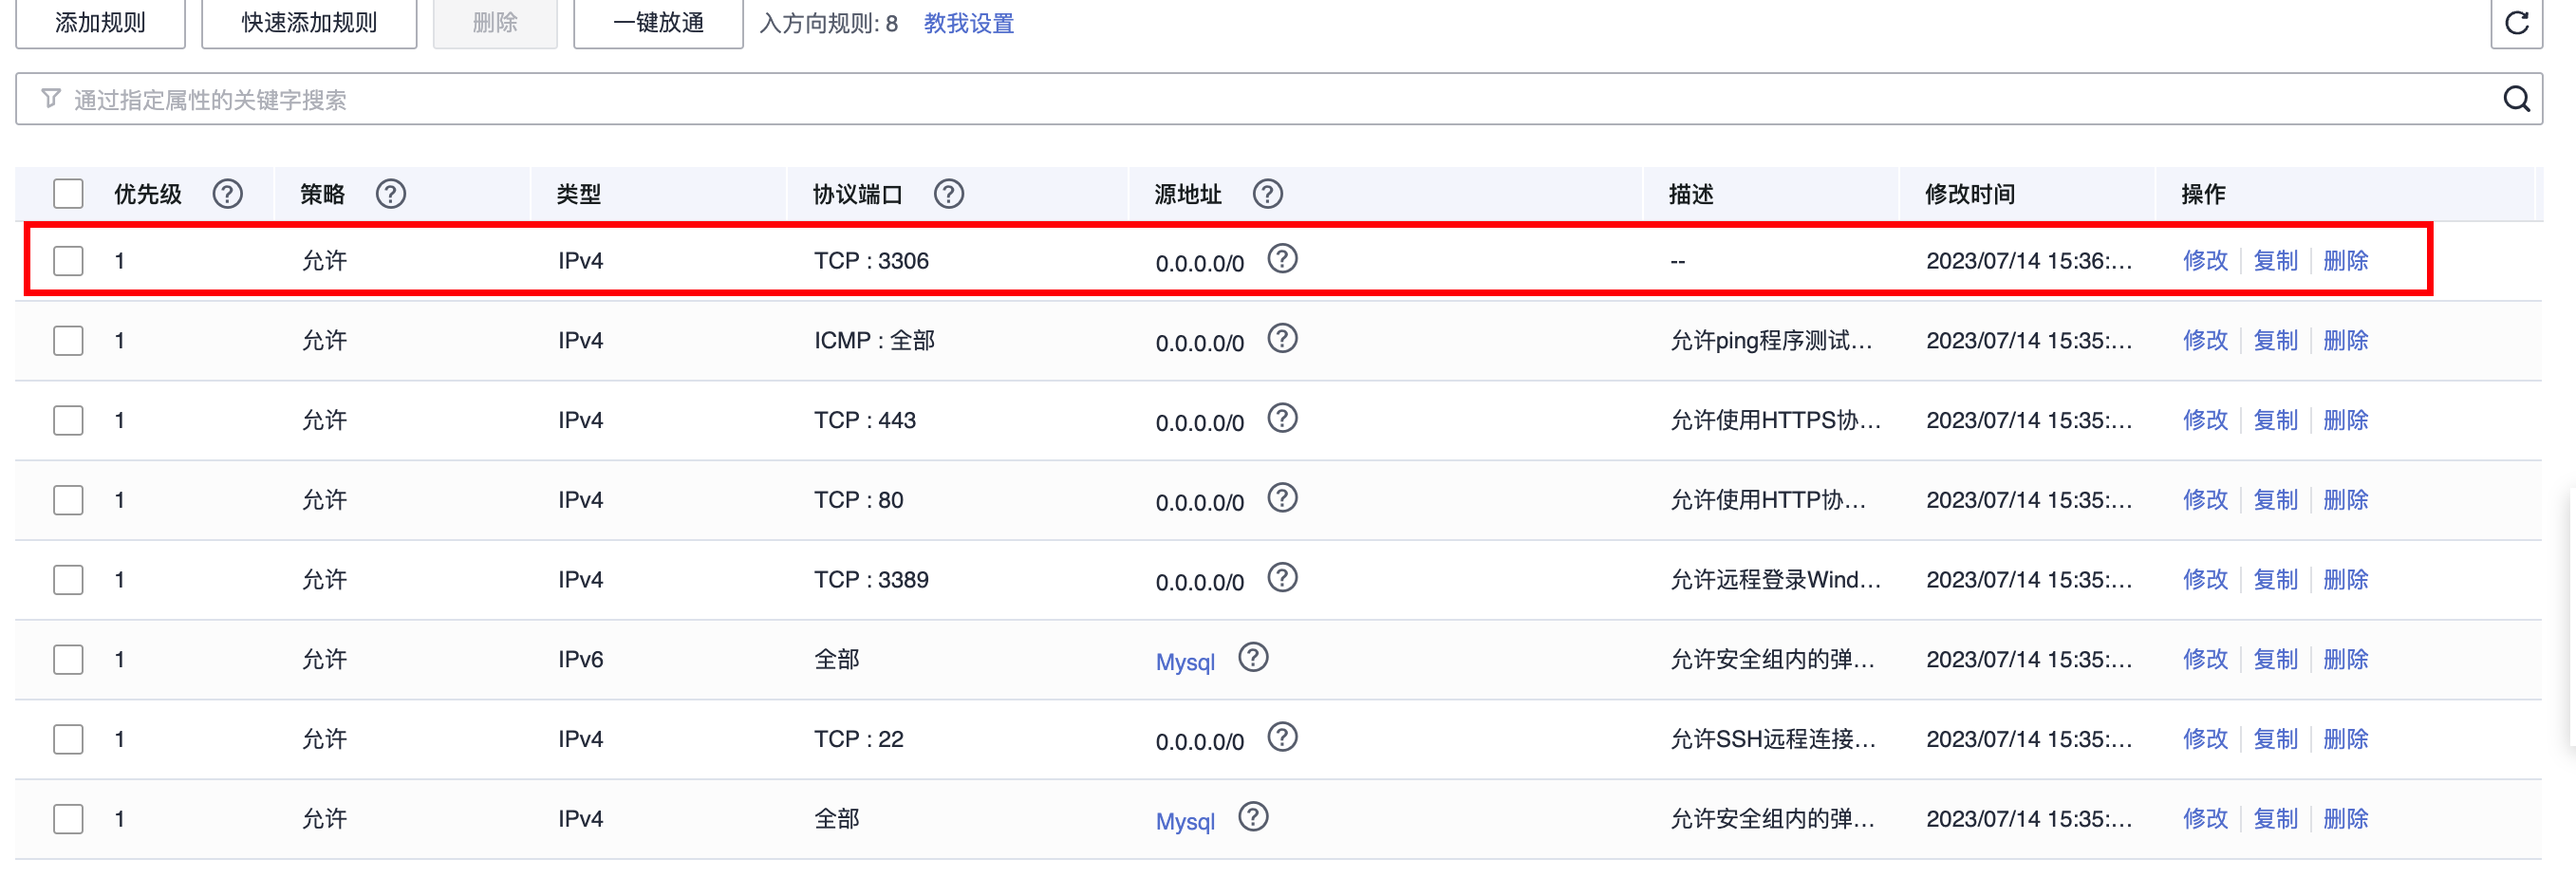 添加规则 快速添加规则 删除 一键放通 入方向规则: 8 教我设置
通过指定属性的关键字搜索
优先级 策略 类型 协议端口 源地址 描述 修改时间 操作
1 允许 IPv4 TCP : 3306 0.0.0.0/0 -- 2023/07/14 15:36:... 修改 复制 删除
1 允许 IPv4 ICMP : 全部 0.0.0.0/0 允许ping程序测试... 2023/07/14 15:35:... 修改 复制 删除
1 允许 IPv4 TCP : 443 0.0.0.0/0 允许使用HTTPS协... 2023/07/14 15:35:... 修改 复制 删除
1 允许 IPv4 TCP : 80 0.0.0.0/0 允许使用HTTP协... 2023/07/14 15:35:... 修改 复制 删除
1 允许 IPv4 TCP : 3389 0.0.0.0/0 允许远程登录Wind... 2023/07/14 15:35:... 修改 复制 删除
1 允许 IPv6 全部 Mysql 允许安全组内的弹... 2023/07/14 15:35:... 修改 复制 删除
1 允许 IPv4 TCP : 22 0.0.0.0/0 允许SSH远程连接... 2023/07/14 15:35:... 修改 复制 删除
1 允许 IPv4 全部 Mysql 允许安全组内的弹... 2023/07/14 15:35:... 修改 复制 删除